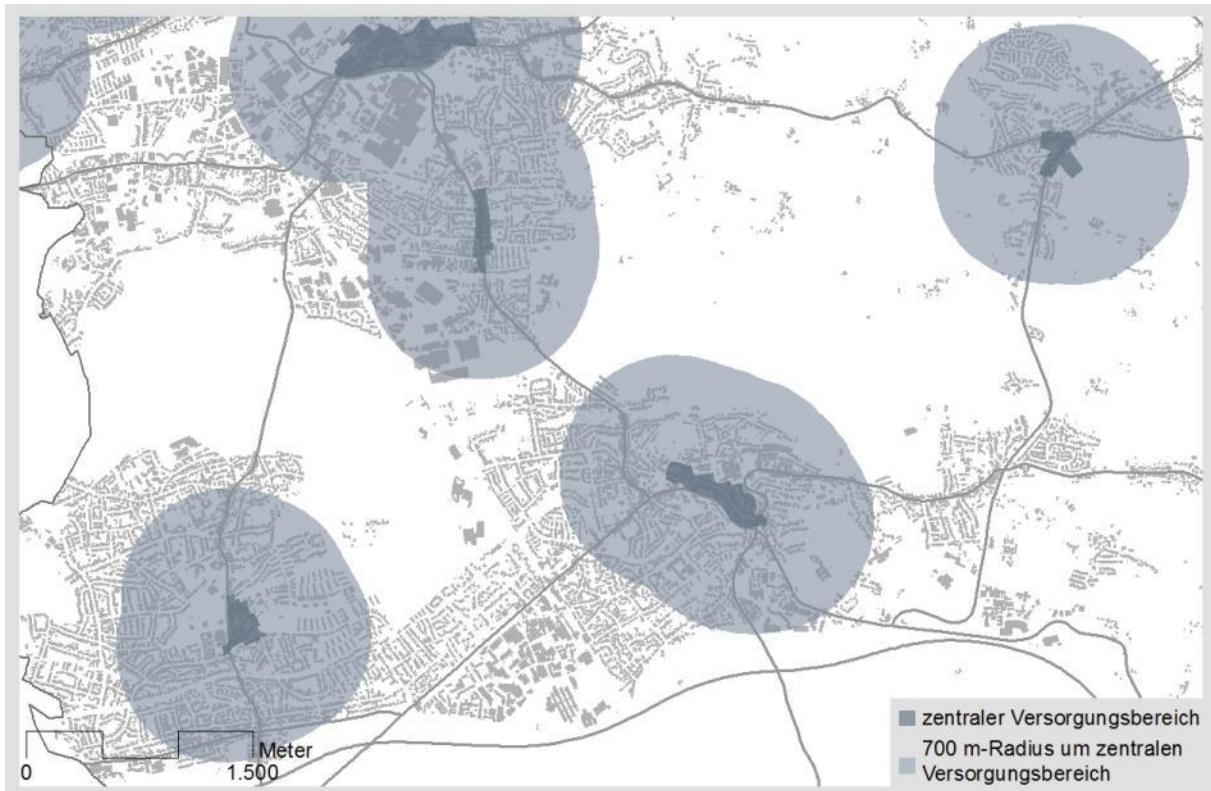 zentraler Versorgungsbereich
700 m-Radius um zentralen
Versorgungsbereich
Meter
0 1.500